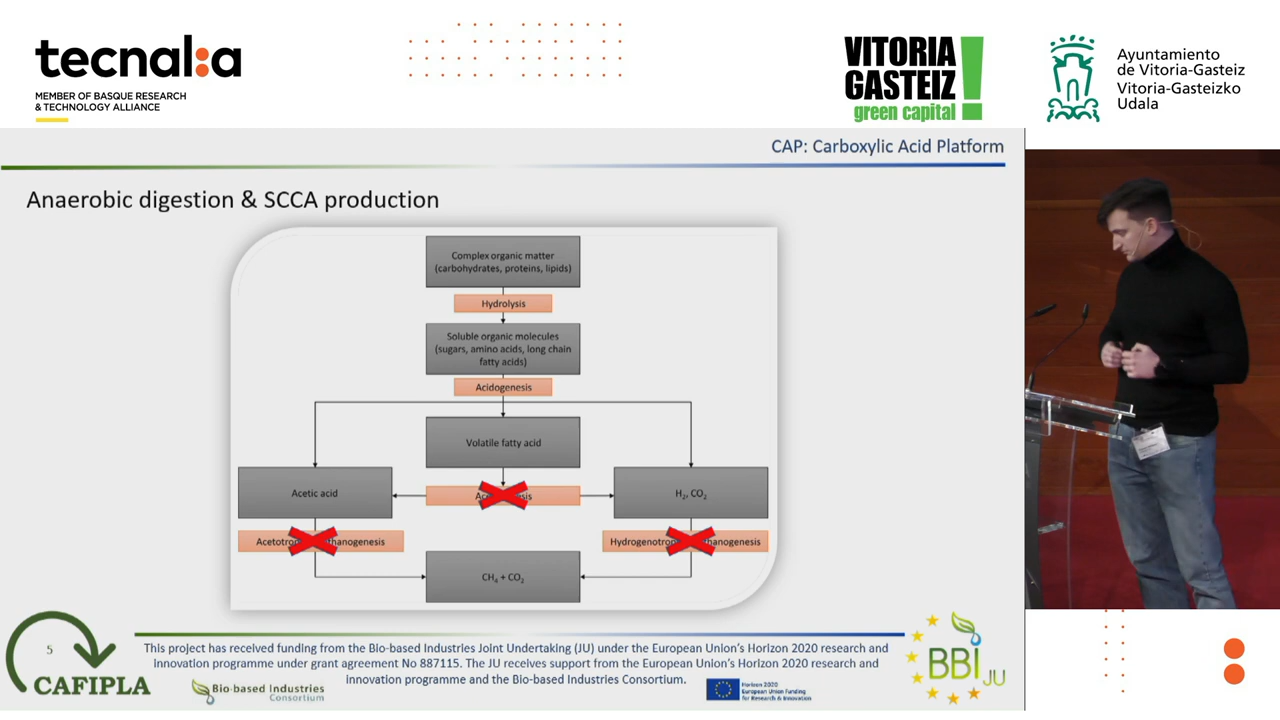 tecnal:a
MEMBER OF BASQUE RESEARCH
& TECHNOLOGY ALLIANCE
VITORIA
GASTEIZ
green capital
Ayuntamiento
de Vitoria-Gasteiz
Vitoria-Gasteizko
Udala
CAP: Carboxylic Acid Platform
Anaerobic digestion & SCCA production
Complex organic matter
(carbohydrates, proteins, lipids)
Hydrolysis
Soluble organic molecules
(sugars, amino acids, long chain
fatty acids)
Acidogenesis
Volatile fatty acid
Acetic acid
H₂, CO₂
CH₄ + CO₂
5
CAFIPLA
This project has received funding from the Bio-based Industries Joint Undertaking (JU) under the European Union's Horizon 2020 research and
innovation programme under grant agreement No 887115. The JU receives support from the European Union's Horizon 2020 research and
innovation programme and the Bio-based Industries Consortium.
Bio-based Industries
Consortium
Horizon 2020
European Union funding
for Research & Innovation
BBI
JU